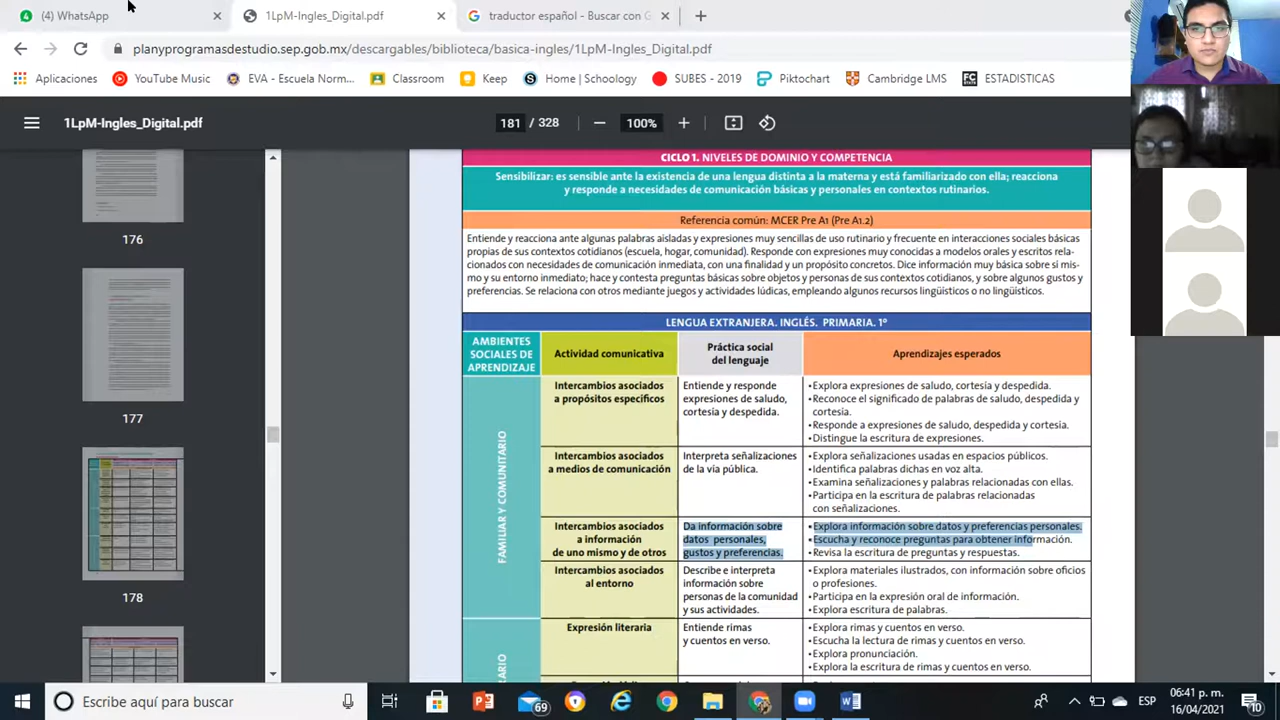 (4) WhatsApp
1LpM-Ingles_Digital.pdf
traductor español - Buscar con G
planyprogramasdestudio.sep.gob.mx/descargables/biblioteca/basica-ingles/1LpM-Ingles_Digital.pdf
Aplicaciones
YouTube Music
EVA - Escuela Norm...
Classroom
Keep
Home | Schoology
SUBES - 2019
Piktochart
Cambridge LMS
FC
ESTADISTICAS
1LpM-Ingles_Digital.pdf
181 / 328
100%
176
177
178
CICLO 1. NIVELES DE DOMINIO Y COMPETENCIA
Sensibilizar: es sensible ante la existencia de una lengua distinta a la materna y está familiarizado con ella; reacciona
y responde a necesidades de comunicación básicas y personales en contextos rutinarios.
Referencia común: MCER Pre A1 (Pre A1.2)
Entiende y reacciona ante algunas palabras aisladas y expresiones muy sencillas de uso rutinario y frecuente en interacciones sociales básicas
propias de sus contextos cotidianos (escuela, hogar, comunidad). Responde con expresiones muy conocidas a modelos orales y escritos rela-
cionados con necesidades de comunicación inmediata, con una finalidad y un propósito concretos. Dice información muy básica sobre sí mis-
mo y su entorno inmediato; hace y contesta preguntas básicas sobre objetos y personas de sus contextos cotidianos, y sobre algunos gustos y
preferencias. Se relaciona con otros mediante juegos y actividades lúdicas, empleando algunos recursos lingüísticos o no lingüísticos.
LENGUA EXTRANJERA. INGLÉS. PRIMARIA. 1º
AMBIENTES
SOCIALES DE
APRENDIZAJE
Actividad comunicativa
Práctica social
del lenguaje
Aprendizajes esperados
FAMILIAR Y COMUNITARIO
Intercambios asociados
a propósitos específicos
Entiende y responde
expresiones de saludo,
cortesía y despedida.
• Explora expresiones de saludo, cortesía y despedida.
• Reconoce el significado de palabras de saludo, despedida y
cortesía.
• Responde a expresiones de saludo, despedida y cortesía.
• Distingue la escritura de expresiones.
Intercambios asociados
a medios de comunicación
Interpreta señalizaciones
de la vía pública.
• Explora señalizaciones usadas en espacios públicos.
• Identifica palabras dichas en voz alta.
• Examina señalizaciones y palabras relacionadas con ellas.
• Participa en la escritura de palabras relacionadas
con señalizaciones.
Intercambios asociados
a información
de uno mismo y de otros
Da información sobre
datos personales,
gustos y preferencias.
• Explora información sobre datos y preferencias personales.
• Escucha y reconoce preguntas para obtener información.
• Revisa la escritura de preguntas y respuestas.
Intercambios asociados
al entorno
Describe e interpreta
información sobre
personas de la comunidad
y sus actividades.
• Explora materiales ilustrados, con información sobre oficios
o profesiones.
• Participa en la expresión oral de información.
• Explora escritura de palabras.
Expresión literaria
Entiende rimas
y cuentos en verso.
• Explora rimas y cuentos en verso.
• Escucha la lectura de rimas y cuentos en verso.
• Explora pronunciación.
• Explora la escritura de rimas y cuentos en verso.
Escribe aquí para buscar
69
ESP
06:41 p. m.
16/04/2021
10